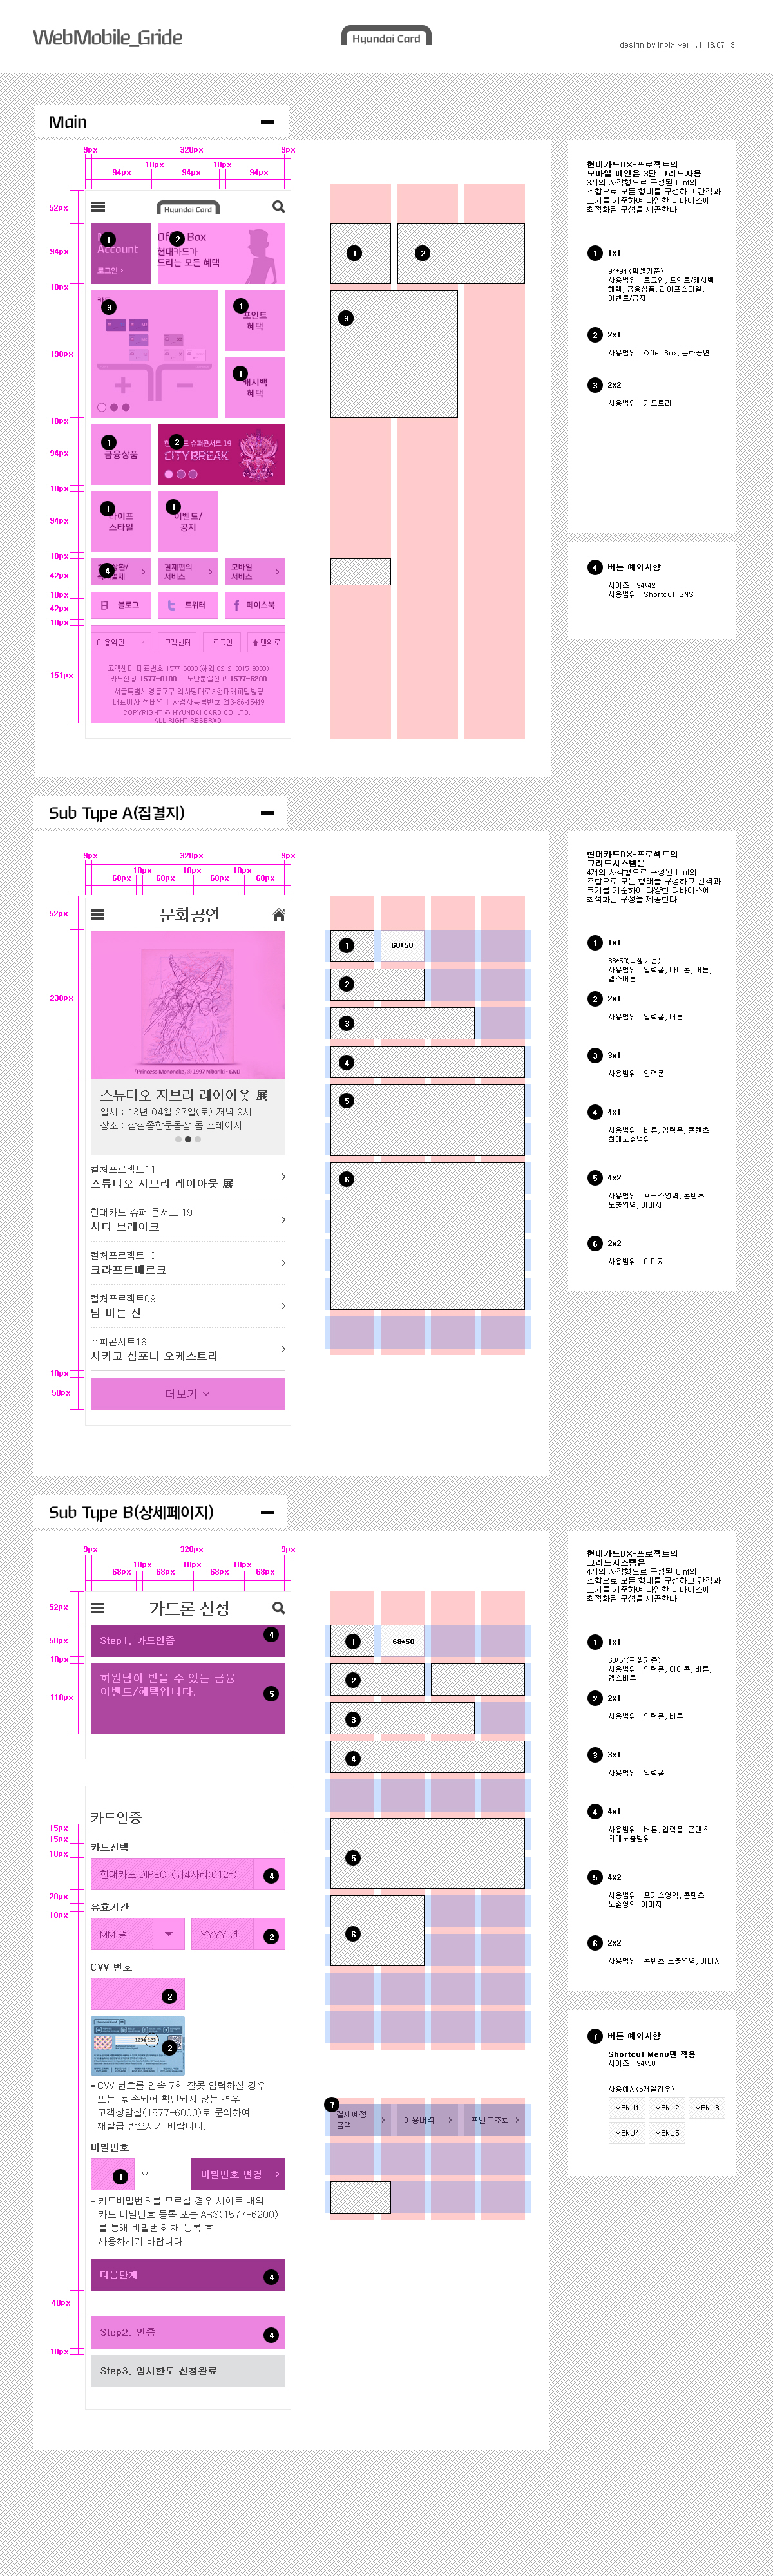 WebMobile_Gride
Hyundai Card
design by inpix Ver 1.1_13.07.19
Main
9px
320px
9px
10px
10px
94px
94px
94px
52px
94px
10px
198px
10px
94px
10px
94px
10px
42px
10px
42px
10px
151px
Hyundai Card
1
Account
로그인
2
Box
현대카드가
드리는 모든 혜택
3
1
포인트
혜택
1
캐시백
혜택
1
금융상품
2
슈퍼콘서트 19
CITYBREAK
1
라이프
스타일
1
이벤트/
공지
4
결제편의
서비스
모바일
서비스
블로그
트위터
페이스북
이용약관
고객센터
로그인
맨위로
고객센터 대표번호 1577-6000 (해외:82-2-3015-9000)
카드신청 1577-0100 | 도난분실신고 1577-6200
서울특별시 영등포구 의사당대로3 현대캐피탈빌딩
대표이사 정태영 | 사업자등록번호 213-86-15419
COPYRIGHT © HYUNDAI CARD CO.,LTD.
ALL RIGHT RESERVD
1
2
3
현대카드DX-프로젝트의
모바일 메인은 3단 그리드사용
3개의 사각형으로 구성된 Uint의
조합으로 모든 형태를 구성하고 간격과
크기를 기준하여 다양한 디바이스에
최적화된 구성을 제공한다.
1 1x1
94*94 (픽셀기준)
사용범위 : 로그인, 포인트/캐시백
혜택, 금융상품, 라이프스타일,
이벤트/공지
2 2x1
사용범위 : Offer Box, 문화공연
3 2x2
사용범위 : 카드트리
4 버튼 예외사항
사이즈 : 94*42
사용범위 : Shortcut, SNS
Sub Type A(집결지)
9px
320px
9px
10px
10px
10px
68px
68px
68px
68px
52px
230px
10px
50px
문화공연
"Princess Mononoke, © 1997 Nibariki - GND
스튜디오 지브리 레이아웃 展
일시 : 13년 04월 27일(토) 저녁 9시
장소 : 잠실종합운동장 돔 스테이지
컬처프로젝트11
스튜디오 지브리 레이아웃 展
현대카드 슈퍼 콘서트 19
시티 브레이크
컬처프로젝트10
크라프트베르크
컬처프로젝트09
팀 버튼 전
슈퍼콘서트18
시카고 심포니 오케스트라
더보기
1
68*50
2
3
4
5
6
현대카드DX-프로젝트의
그리드시스템은
4개의 사각형으로 구성된 Uint의
조합으로 모든 형태를 구성하고 간격과
크기를 기준하여 다양한 디바이스에
최적화된 구성을 제공한다.
1 1x1
68*50(픽셀기준)
사용범위 : 입력폼, 아이콘, 버튼,
뎁스버튼
2 2x1
사용범위 : 입력폼, 버튼
3 3x1
사용범위 : 입력폼
4 4x1
사용범위 : 버튼, 입력폼, 콘텐츠
최대노출범위
5 4x2
사용범위 : 포커스영역, 콘텐츠
노출영역, 이미지
6 2x2
사용범위 : 이미지
Sub Type B(상세페이지)
9px
320px
9px
10px
10px
10px
68px
68px
68px
68px
52px
50px
10px
110px
카드론 신청
Step1. 카드인증
4
회원님이 받을 수 있는 금융
이벤트/혜택입니다.
5
15px
15px
10px
20px
10px
40px
10px
카드인증
카드선택
현대카드 DIRECT(뒤4자리:012*)
4
유효기간
MM 월
YYYY 년
2
CVV 번호
2
2
- CVV 번호를 연속 7회 잘못 입력하실 경우
또는, 훼손되어 확인되지 않는 경우
고객상담실(1577-6000)로 문의하여
재발급 받으시기 바랍니다.
비밀번호
1
**
비밀번호 변경
- 카드비밀번호를 모르실 경우 사이트 내의
카드 비밀번호 등록 또는 ARS(1577-6200)
를 통해 비밀번호 재 등록 후
사용하시기 바랍니다.
다음단계
4
Step2. 인증
4
Step3. 임시한도 신청완료
1
68*50
2
3
4
5
6
7
결제예정
금액
이용내역
포인트조회
현대카드DX-프로젝트의
그리드시스템은
4개의 사각형으로 구성된 Uint의
조합으로 모든 형태를 구성하고 간격과
크기를 기준하여 다양한 디바이스에
최적화된 구성을 제공한다.
1 1x1
68*51(픽셀기준)
사용범위 : 입력폼, 아이콘, 버튼,
뎁스버튼
2 2x1
사용범위 : 입력폼, 버튼
3 3x1
사용범위 : 입력폼
4 4x1
사용범위 : 버튼, 입력폼, 콘텐츠
최대노출범위
5 4x2
사용범위 : 포커스영역, 콘텐츠
노출영역, 이미지
6 2x2
사용범위 : 콘텐츠 노출영역, 이미지
7 버튼 예외사항
Shortcut Menu만 적용
사이즈 : 94*50
사용예시(5개일경우)
MENU1 MENU2 MENU3
MENU4 MENU5